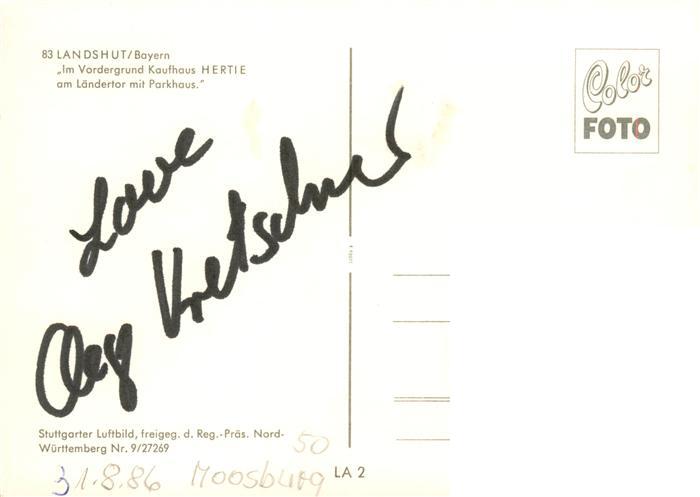 83 LANDSHUT/Bayern
„Im Vordergrund Kaufhaus HERTIE
am Ländertor mit Parkhaus."
Color
FOTO
Love
Kretschmer
Stuttgarter Luftbild, freigeg. d. Reg.-Präs. Nord-
Württemberg Nr. 9/27269
50
31.8.86 Moosburg
LA 2